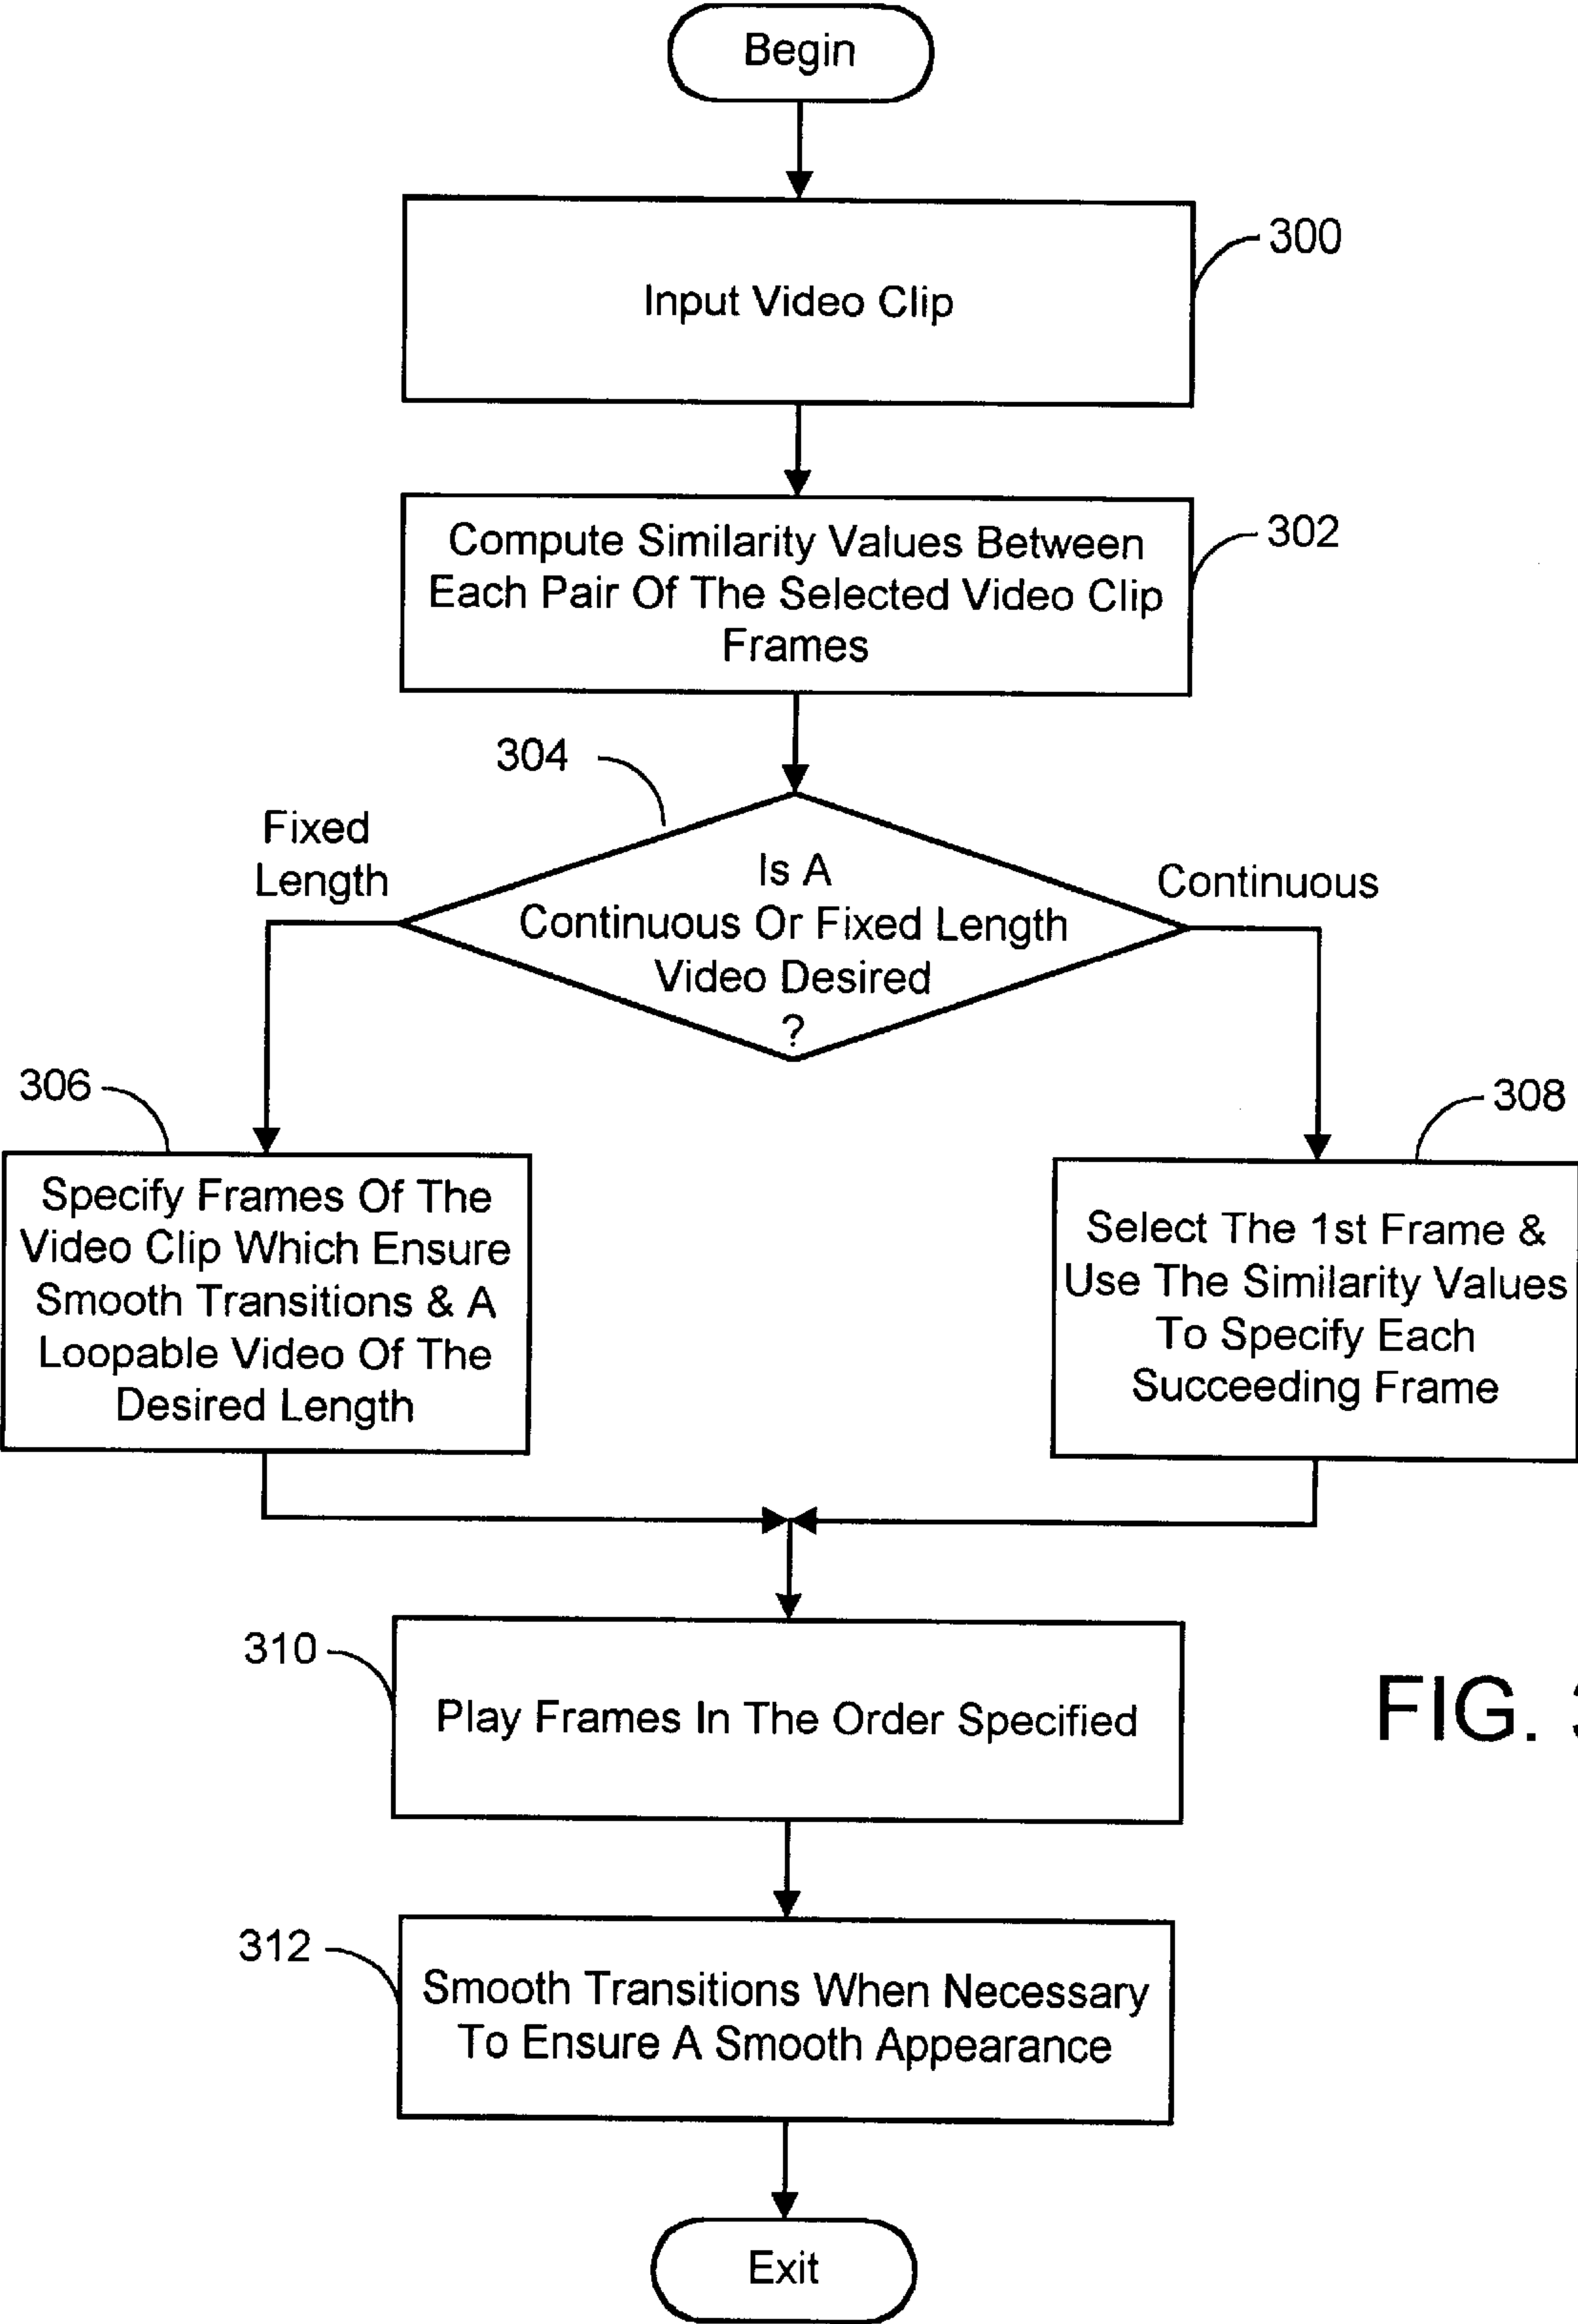 Begin
300
Input Video Clip
302
Compute Similarity Values Between
Each Pair Of The Selected Video Clip
Frames
304
Fixed
Length
Is A
Continuous Or Fixed Length
Video Desired
?
Continuous
306
Specify Frames Of The
Video Clip Which Ensure
Smooth Transitions & A
Loopable Video Of The
Desired Length
308
Select The 1st Frame &
Use The Similarity Values
To Specify Each
Succeeding Frame
310
Play Frames In The Order Specified
FIG.
312
Smooth Transitions When Necessary
To Ensure A Smooth Appearance
Exit